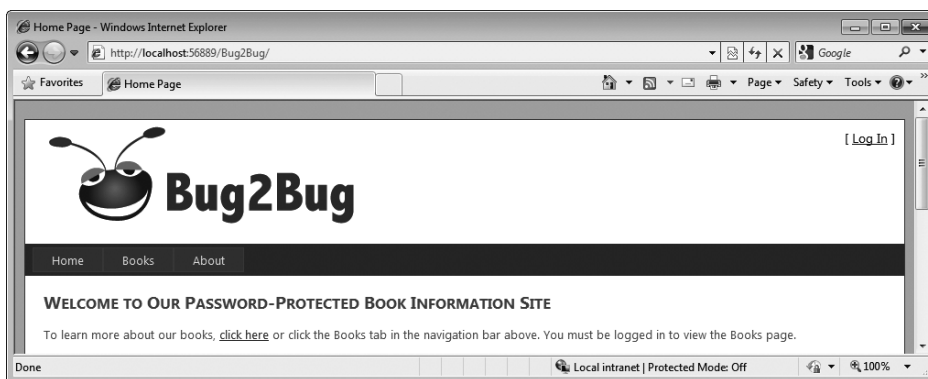 Home Page - Windows Internet Explorer
http://localhost:56889/Bug2Bug/
Google
Favorites
Home Page
Page
Safety
Tools
[ Log In ]
Bug2Bug
Home
Books
About
WELCOME TO OUR PASSWORD-PROTECTED BOOK INFORMATION SITE
To learn more about our books, click here or click the Books tab in the navigation bar above. You must be logged in to view the Books page.
Done
Local intranet | Protected Mode: Off
100%